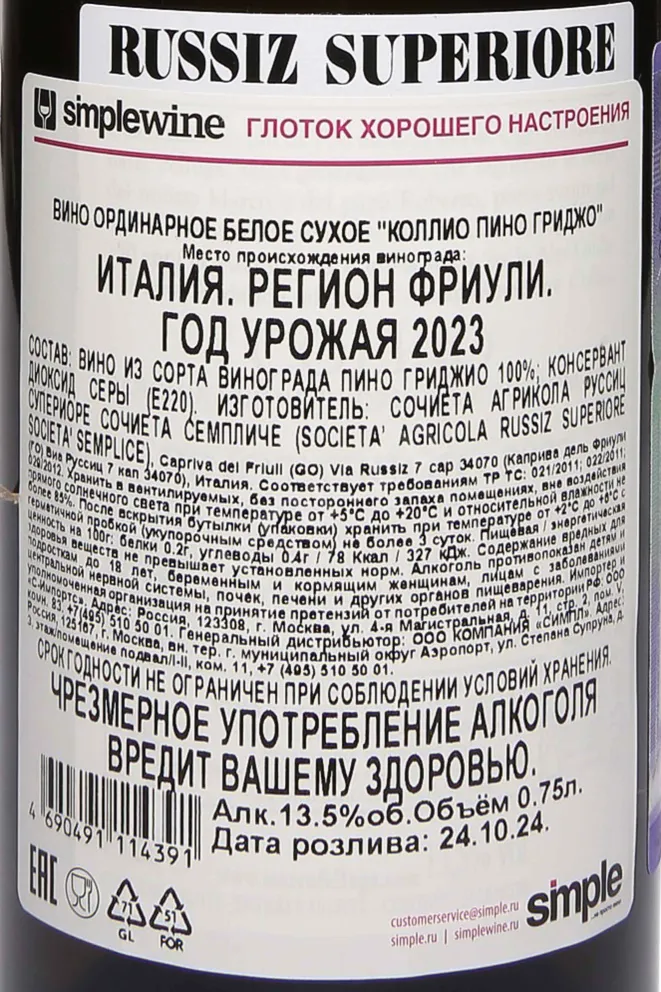 RUSSIZ SUPERIORE
simplewine ГЛОТОК ХОРОШЕГО НАСТРОЕНИЯ
ВИНО ОРДИНАРНОЕ БЕЛОЕ СУХОЕ "КОЛЛИО ПИНО ГРИДЖО"
Место происхождения винограда:
ИТАЛИЯ. РЕГИОН ФРИУЛИ.
ГОД УРОЖАЯ 2023
СОСТАВ: ВИНО ИЗ СОРТА ВИНОГРАДА ПИНО ГРИДЖИО 100%; КОНСЕРВАНТ
ДИОКСИД СЕРЫ (Е220). ИЗГОТОВИТЕЛЬ: СОЧИЕТА АГРИКОЛА РУССИЦ
СУПЕРИОРЕ СОЧИЕТА СЕМПЛИЧЕ (SOCIETA' AGRICOLA RUSSIZ SUPERIORE
SOCIETA' SEMPLICE), Capriva del Friuli (GO) Via Russiz 7 cap 34070 (Каприва дель Фриули
(ГО) Виа Руссиц 7 кап 34070), Италия. Соответствует требованиям ТР ТС: 021/2011; 022/2011;
029/2012. Хранить в вентилируемых, без постороннего запаха помещениях, вне воздействия
прямого солнечного света при температуре от +5°С до +20°С и относительной влажности не
более 85%. После вскрытия бутылки (упаковки) хранить при температуре от +2°С до +6°С с
герметичной пробкой (укупорочным средством) не более 3 суток. Пищевая / энергетическая
ценность на 100г: белки 0.2г, углеводы 0.4г / 78 Ккал / 327 кДж. Содержание вредных для
здоровья веществ не превышает установленных норм. Алкоголь противопоказан детям и
подросткам до 18 лет, беременным и кормящим женщинам, лицам с заболеваниями
центральной нервной системы, почек, печени и других органов пищеварения. Импортер и
уполномоченная организация на принятие претензий от потребителей на территории РФ: ООО
«С-Импорт». Адрес: Россия, 123308, г. Москва, ул. 4-я Магистральная, д. 11, стр. 2, пом. V,
комн. 83, +7(495) 510 50 01. Генеральный дистрибьютор: ООО КОМПАНИЯ «СИМПЛ». Адрес:
Россия, 125167, г. Москва, вн. тер. г. муниципальный округ Аэропорт, ул. Степана Супруна, д.
3, этаж/помещение подвал/I-II, ком. 11, +7 (495) 510 50 01.
СРОК ГОДНОСТИ НЕ ОГРАНИЧЕН ПРИ СОБЛЮДЕНИИ УСЛОВИЙ ХРАНЕНИЯ.
ЧРЕЗМЕРНОЕ УПОТРЕБЛЕНИЕ АЛКОГОЛЯ
ВРЕДИТ ВАШЕМУ ЗДОРОВЬЮ.
Алк.13.5%об.Объём 0.75л.
Дата розлива: 24.10.24.
4 690491 114391
EAC
71
GL
51
FOR
customerservice@simple.ru
simple.ru | simplewine.ru
simple
...не просто вино